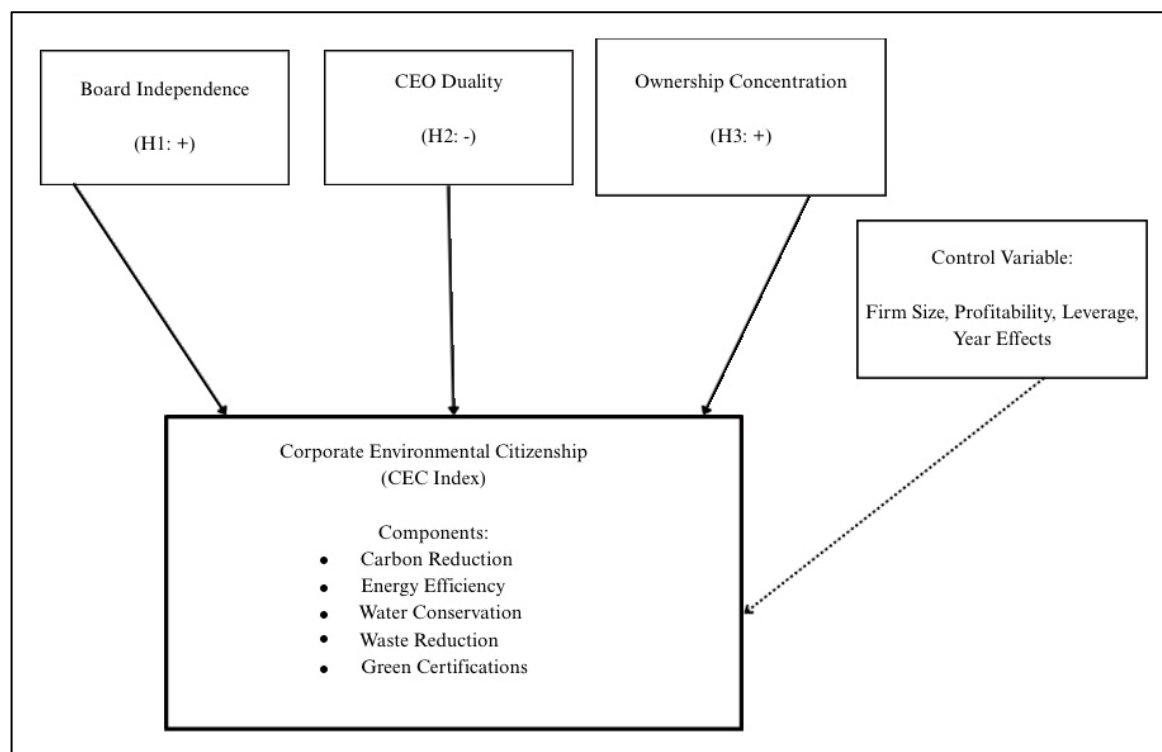 Board Independence
(H1: +)
CEO Duality
(H2: -)
Ownership Concentration
(H3: +)
Control Variable:
Firm Size, Profitability, Leverage,
Year Effects
Corporate Environmental Citizenship
(CEC Index)
Components:
• Carbon Reduction
• Energy Efficiency
• Water Conservation
• Waste Reduction
• Green Certifications